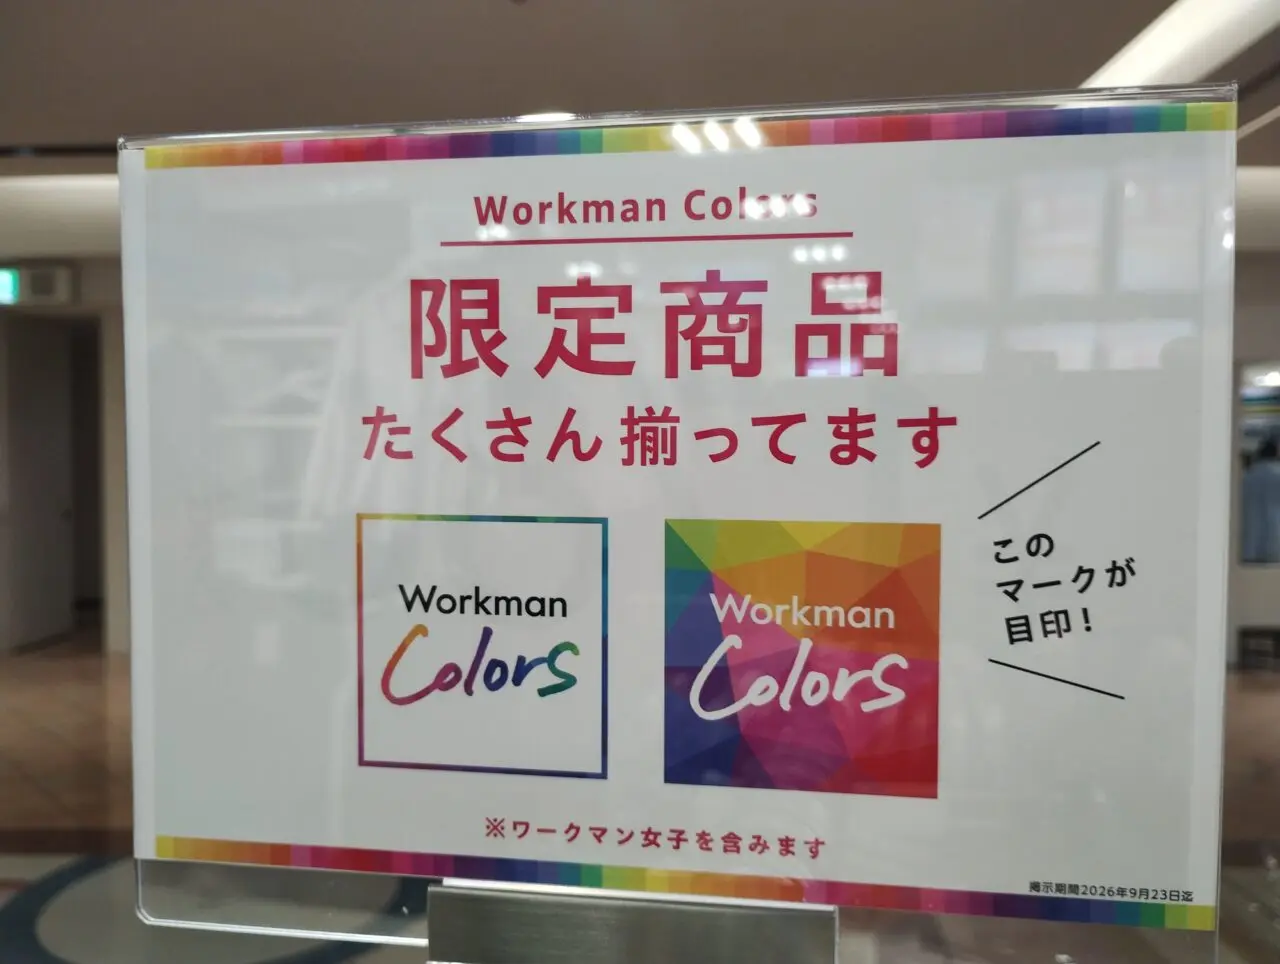 Workman Colors
限定商品
たくさん揃ってます
Workman
Colors
Workman
Colors
この
マークが
目印!
※ワークマン女子を含みます
掲示期間2026年9月23日迄